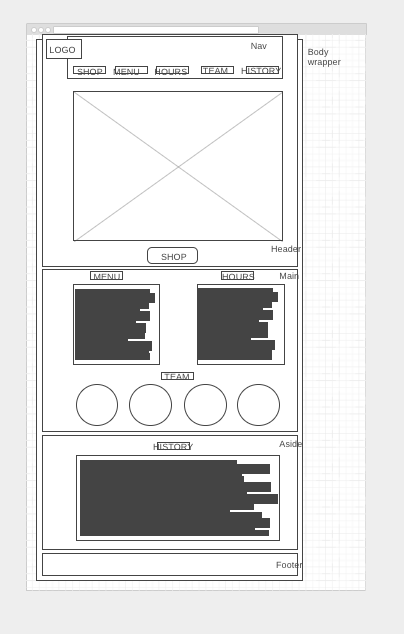 LOGO
Nav
SHOP MENU HOURS TEAM HISTORY
Body
wrapper
SHOP
Header
Main
MENU HOURS
TEAM
Aside
HISTORY
Footer